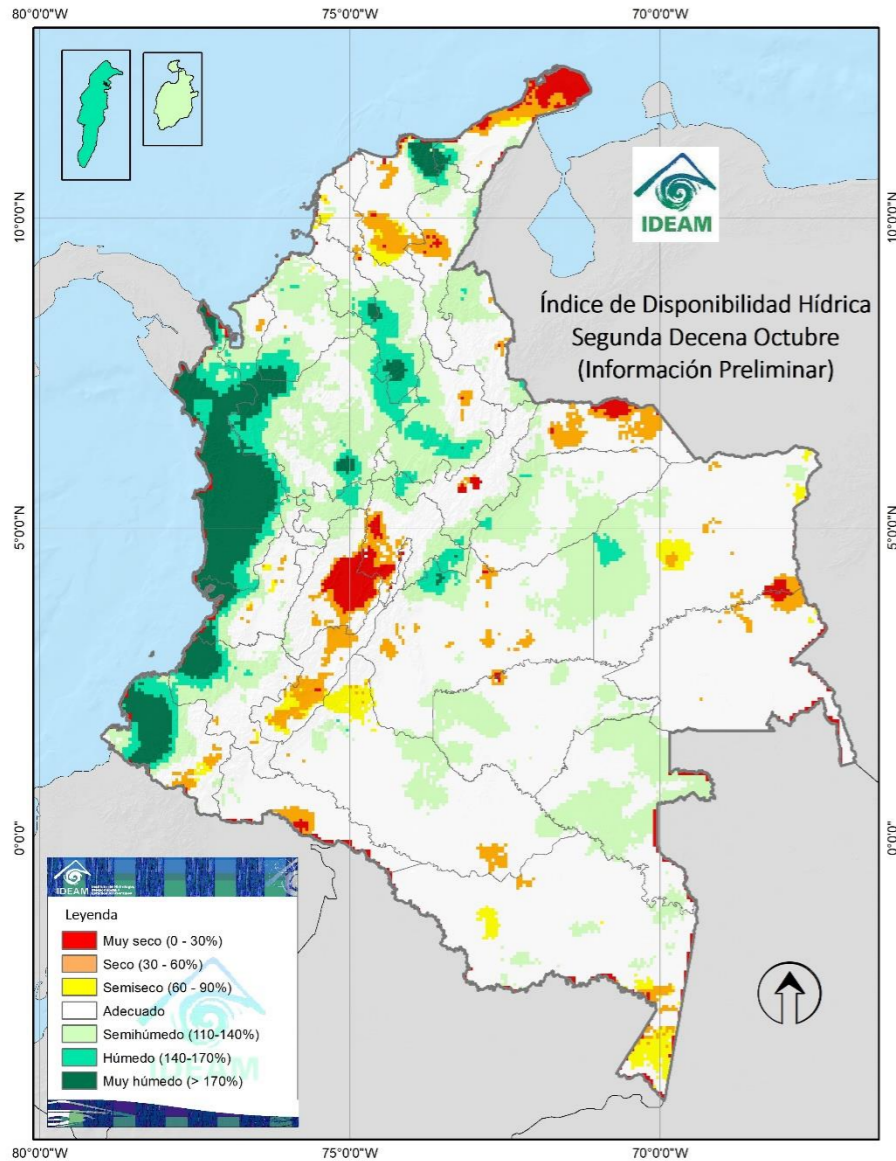 80°0'0"W
75°0'0"W
70°0'0"W
10°0'0"N
10°0'0"N
IDEAM
Índice de Disponibilidad Hídrica
Segunda Decena Octubre
(Información Preliminar)
5°0'0"N
5°0'0"N
0°0'0"
0°0'0"
IDEAM
Leyenda
Muy seco (0 - 30%)
Seco (30 - 60%)
Semiseco (60 - 90%)
Adecuado
Semihúmedo (110-140%)
Húmedo (140-170%)
Muy húmedo (> 170%)
IDEAM
80°0'0"W
75°0'0"W
70°0'0"W